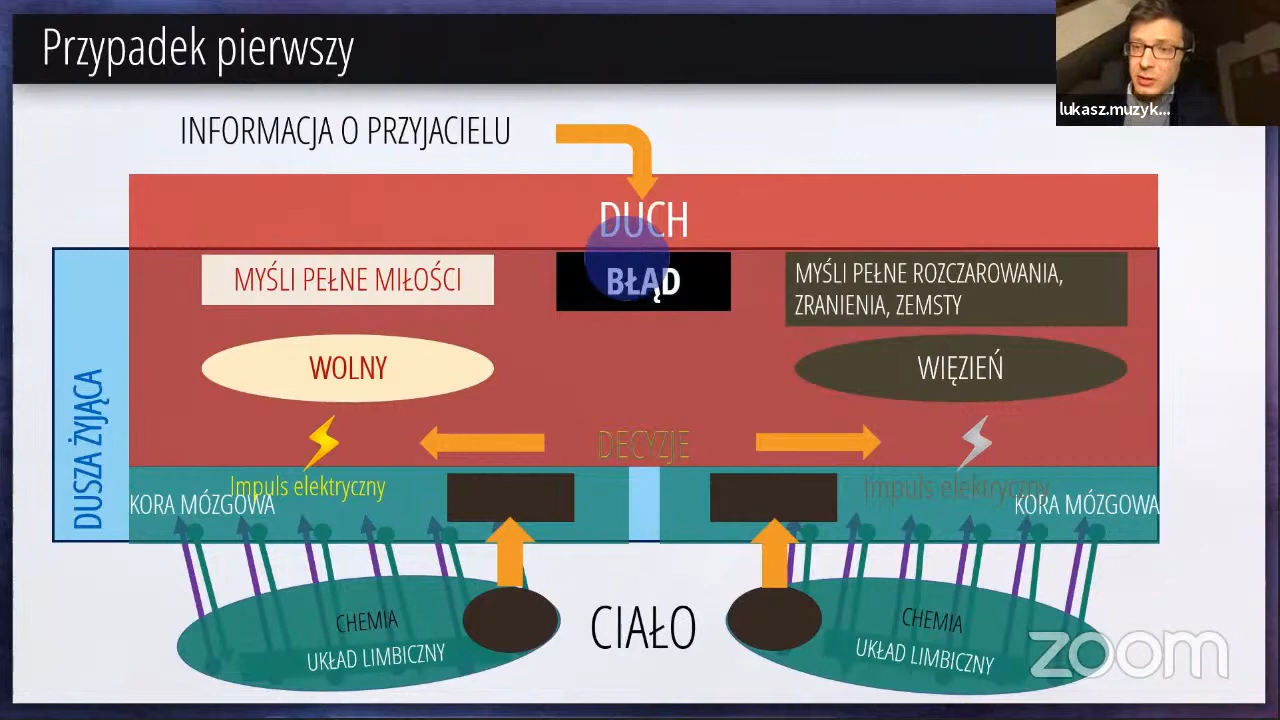 Przypadek pierwszy
lukasz.muzyk...
INFORMACJA O PRZYJACIELU
DUCH
MYŚLI PEŁNE MIŁOŚCI
BŁĄD
MYŚLI PEŁNE ROZCZAROWANIA,
ZRANIENIA, ZEMSTY
WOLNY
WIĘZIEŃ
DUSZA ŻYJĄCA
DECYZJE
Impuls elektryczny
Impuls elektryczny
KORA MÓZGOWA
KORA MÓZGOWA
CHEMIA
UKŁAD LIMBICZNY
CIAŁO
CHEMIA
UKŁAD LIMBICZNY
zoom